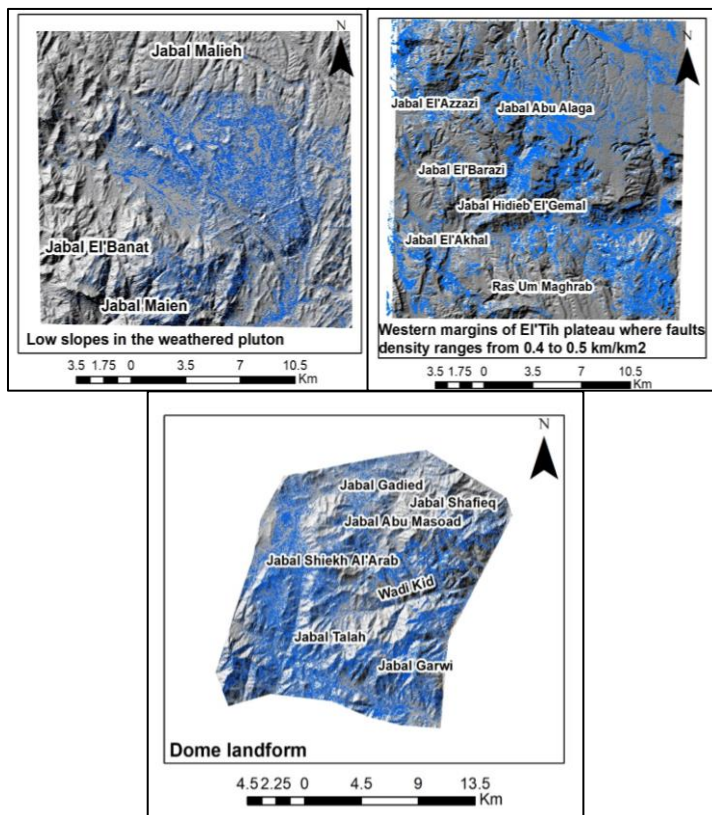 N
Jabal Malieh
Jabal El'Banat
Jabal Maien
Low slopes in the weathered pluton
3.5 1.75 0 3.5 7 10.5
Km
N
Jabal El'Azzazi
Jabal Abu Alaga
Jabal El'Barazi
Jabal Hidieb El'Gemal
Jabal El'Akhal
Ras Um Maghrab
Western margins of El'Tih plateau where faults
density ranges from 0.4 to 0.5 km/km2
3.5 1.75 0 3.5 7 10.5
Km
N
Jabal Gadied
Jabal Shafieq
Jabal Abu Masoad
Jabal Shiekh Al'Arab
Wadi Kid
Jabal Talah
Jabal Garwi
Dome landform
4.5 2.25 0 4.5 9 13.5
Km